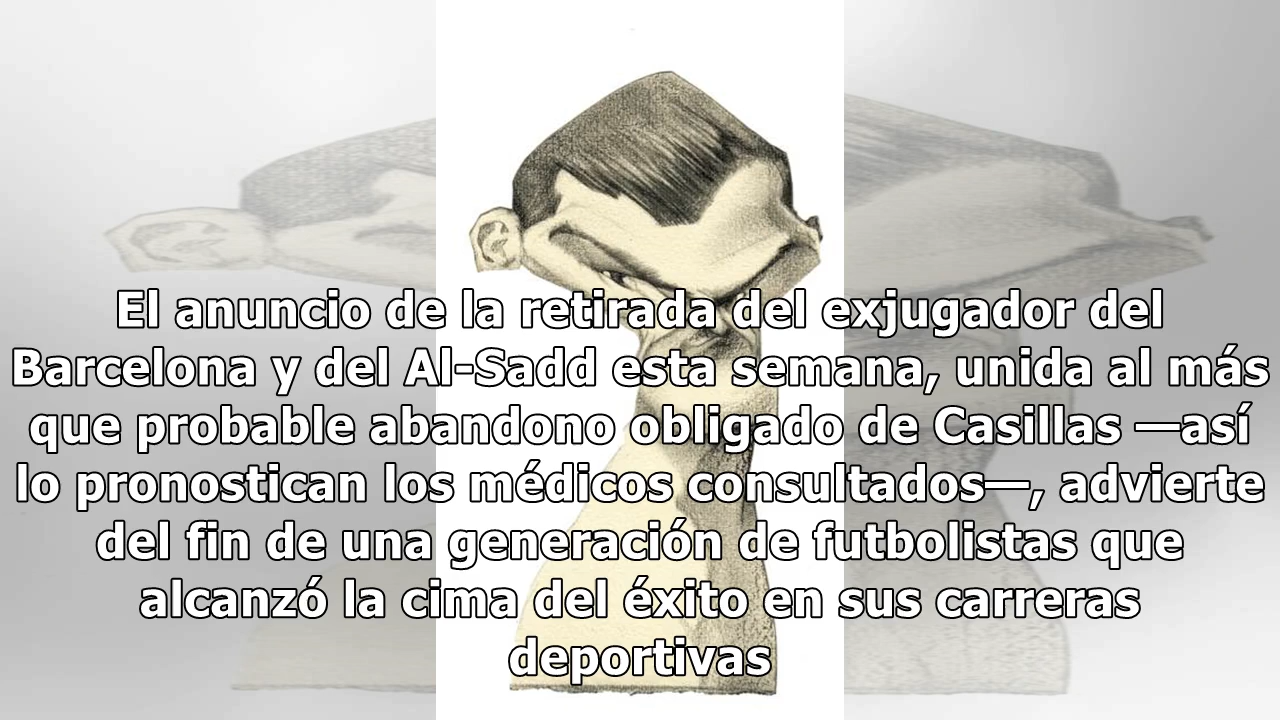 El anuncio de la retirada del exjugador del
Barcelona y del Al-Sadd esta semana, unida al más
que probable abandono obligado de Casillas —así
lo pronostican los médicos consultados—, advierte
del fin de una generación de futbolistas que
alcanzó la cima del éxito en sus carreras
deportivas